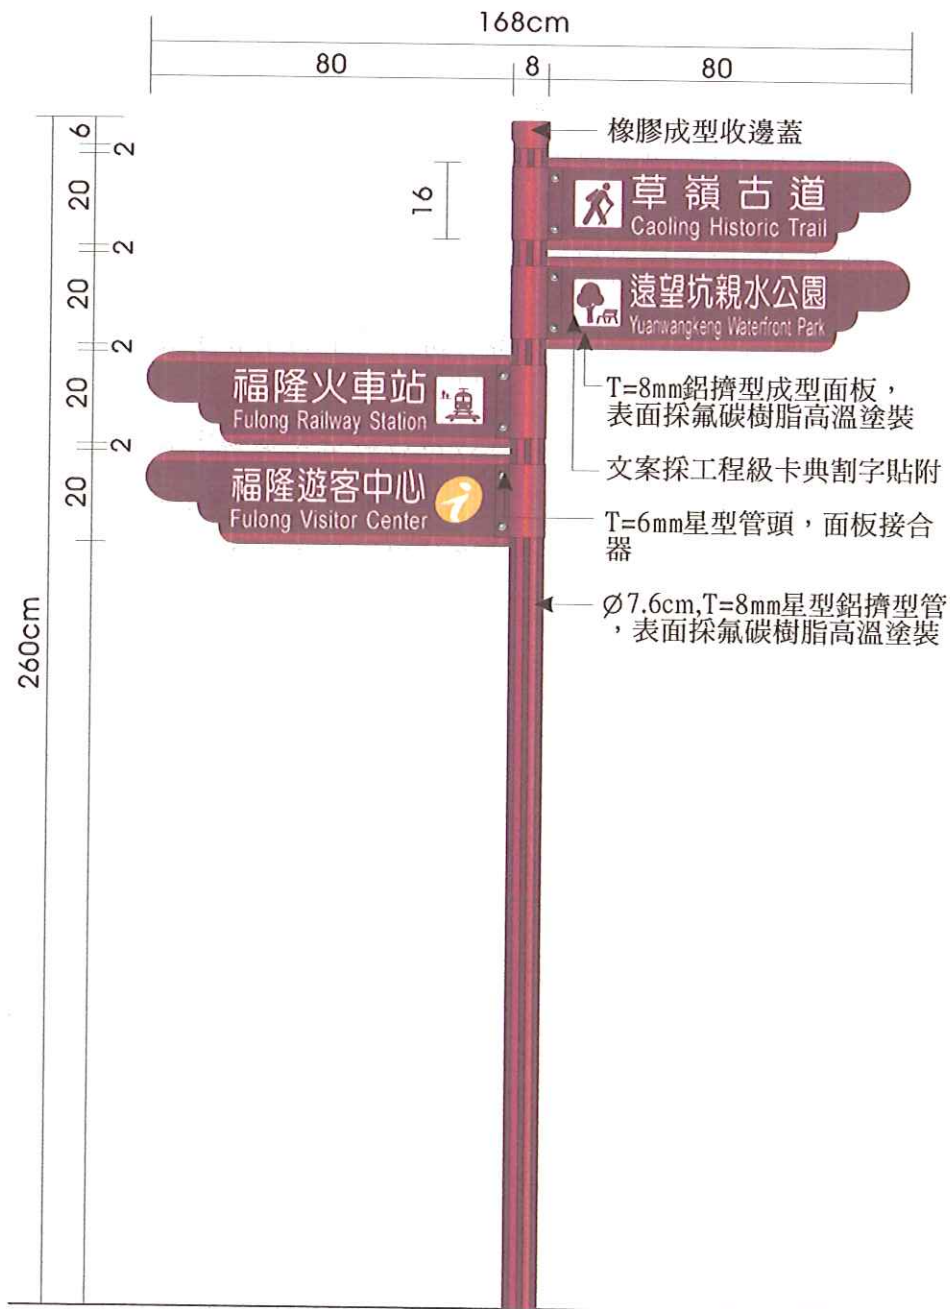 168cm
80
8
80
6
2
20
2
20
2
20
2
20
16
260cm
橡膠成型收邊蓋
草嶺古道
Caoling Historic Trail
遠望坑親水公園
Yuanwangkeng Waterfront Park
福隆火車站
Fulong Railway Station
福隆遊客中心
Fulong Visitor Center
i
T=8mm鋁擠型成型面板，
表面採氟碳樹脂高溫塗裝
文案採工程級卡典割字貼附
T=6mm星型管頭，面板接合
器
Ø7.6cm,T=8mm星型鋁擠型管
，表面採氟碳樹脂高溫塗裝